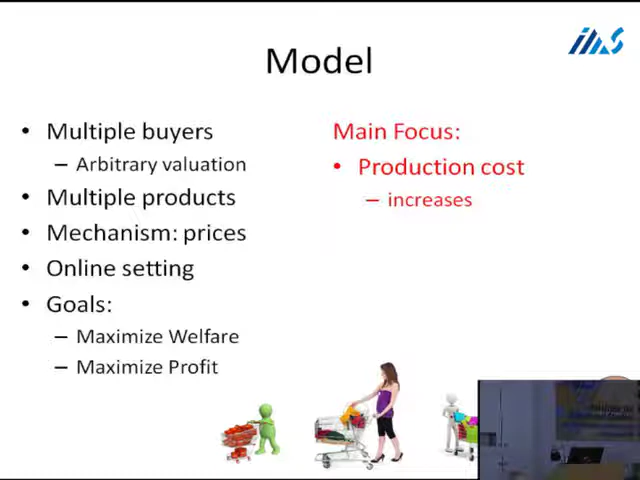 IMS
Model
• Multiple buyers
– Arbitrary valuation
• Multiple products
• Mechanism: prices
• Online setting
• Goals:
– Maximize Welfare
– Maximize Profit
Main Focus:
• Production cost
– increases